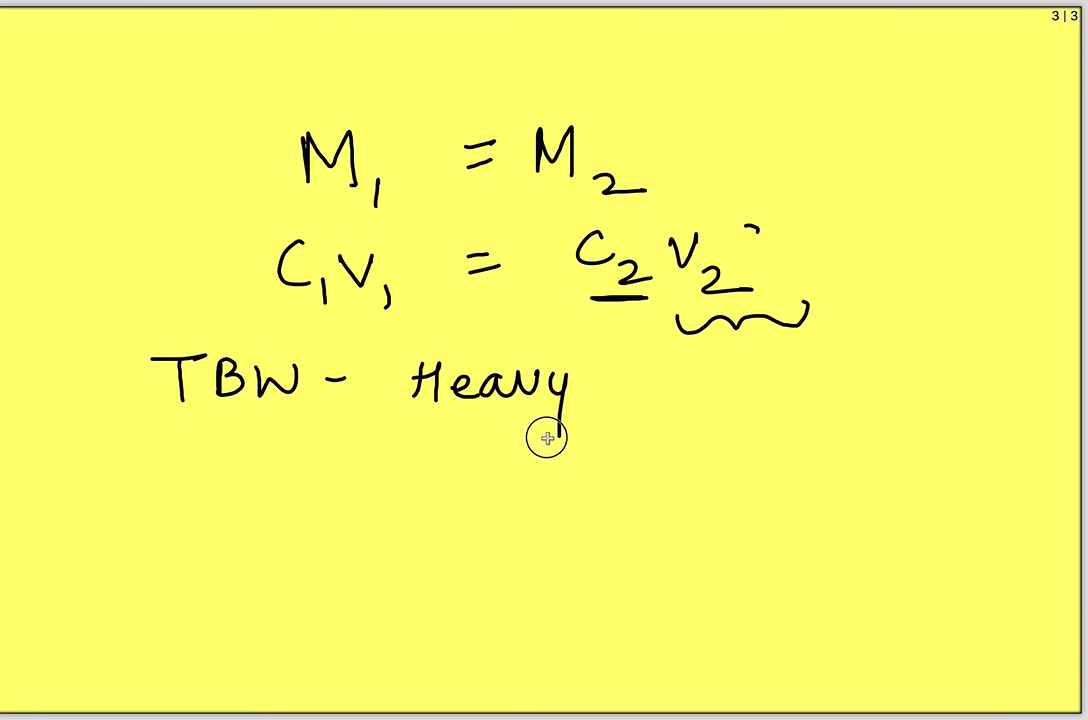 3 | 3
M₁ = M₂
C₁V₁ = C₂V₂
TBW - Heavy